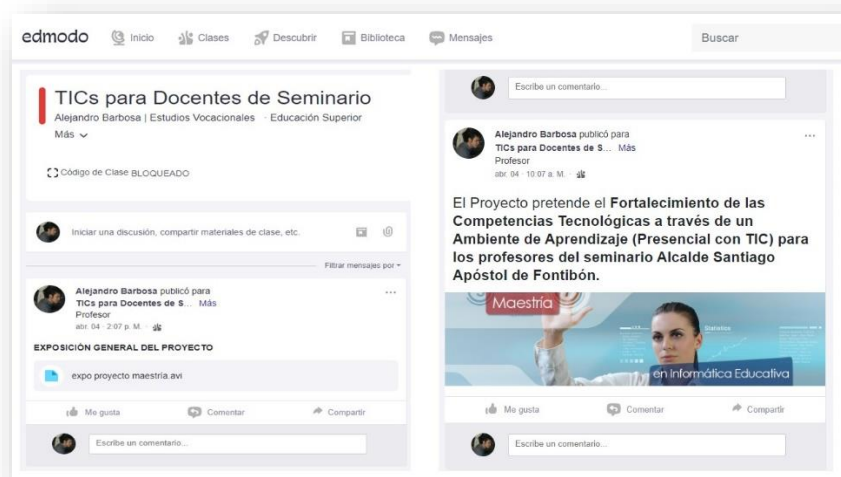 edmodo Inicio Clases Descubrir Biblioteca Mensajes Buscar
TICs para Docentes de Seminario
Alejandro Barbosa | Estudios Vocacionales · Educación Superior
Más
Código de Clase BLOQUEADO
Iniciar una discusión, compartir materiales de clase, etc.
Filtrar mensajes por
Alejandro Barbosa publicó para
TICs para Docentes de S... Más
Profesor
abr. 04 · 2:07 p. M. ·
EXPOSICIÓN GENERAL DEL PROYECTO
expo proyecto maestria.avi
Me gusta Comentar Compartir
Escribe un comentario...
Escribe un comentario...
Alejandro Barbosa publicó para
TICs para Docentes de S... Más
Profesor
abr. 04 · 10:07 a. M. ·
El Proyecto pretende el Fortalecimiento de las
Competencias Tecnológicas a través de un
Ambiente de Aprendizaje (Presencial con TIC) para
los profesores del seminario Alcalde Santiago
Apóstol de Fontibón.
Maestría
Statistics
en Informática Educativa
Me gusta Comentar Compartir
Escribe un comentario...